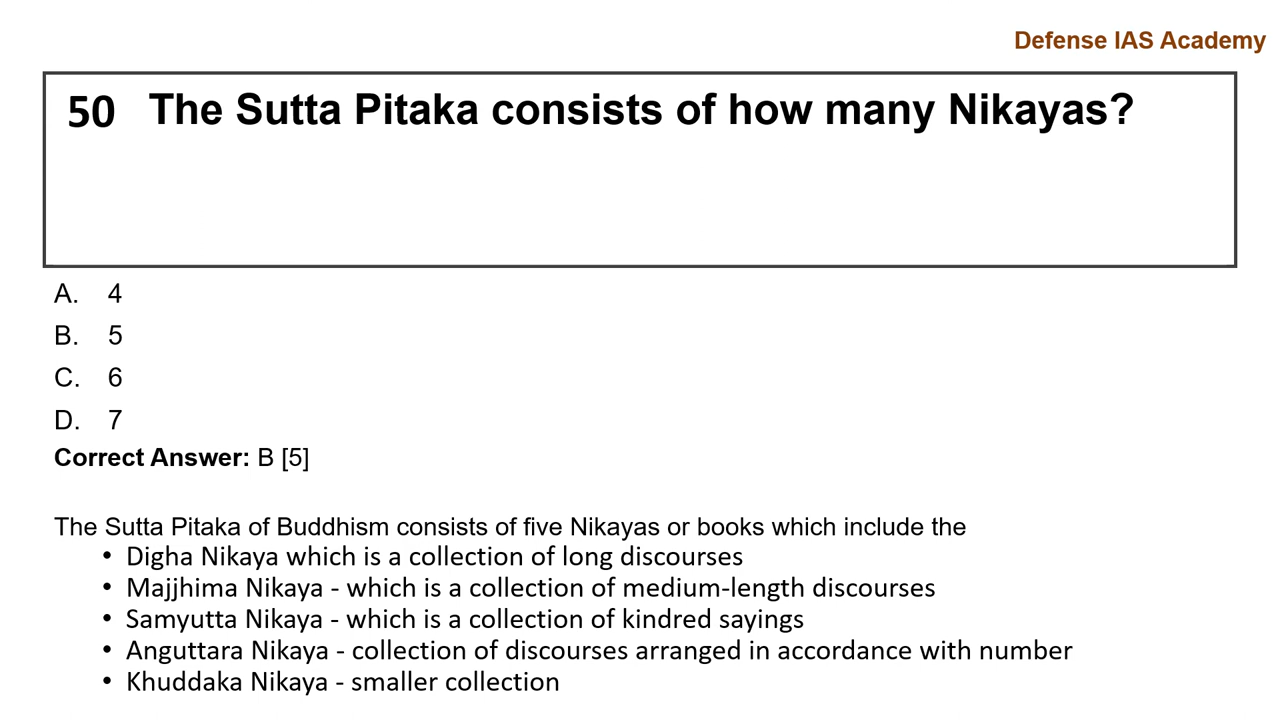 Defense IAS Academy
50 The Sutta Pitaka consists of how many Nikayas?
A. 4
B. 5
C. 6
D. 7
Correct Answer: B [5]
The Sutta Pitaka of Buddhism consists of five Nikayas or books which include the
• Digha Nikaya which is a collection of long discourses
• Majjhima Nikaya - which is a collection of medium-length discourses
• Samyutta Nikaya - which is a collection of kindred sayings
• Anguttara Nikaya - collection of discourses arranged in accordance with number
• Khuddaka Nikaya - smaller collection